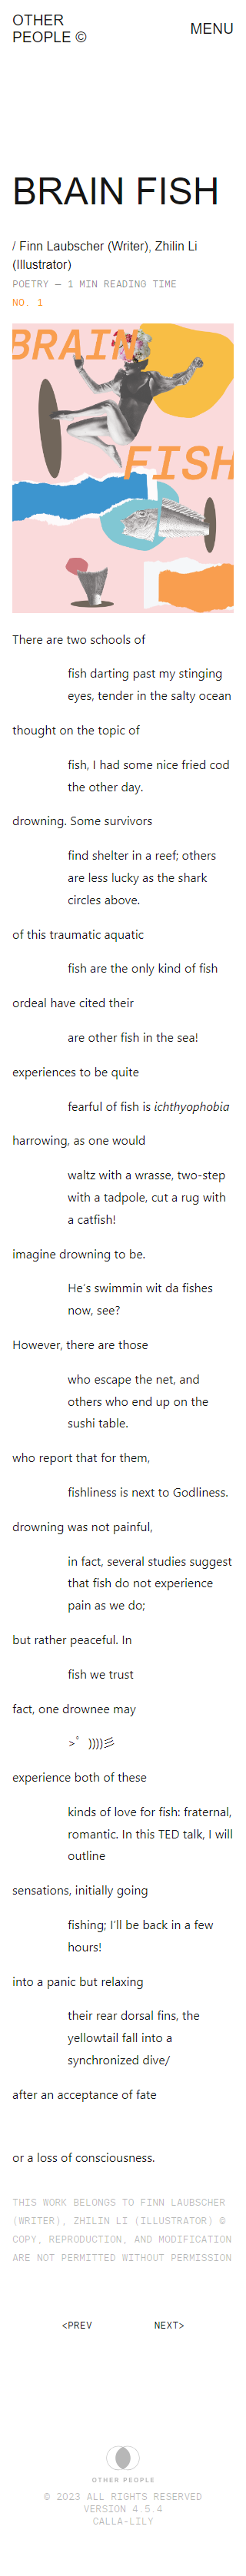 OTHER
PEOPLE ©
MENU
BRAIN FISH
/ Finn Laubscher (Writer), Zhilin Li
(Illustrator)
POETRY — 1 MIN READING TIME
NO. 1
BRAIN
FISH
There are two schools of
fish darting past my stinging
eyes, tender in the salty ocean
thought on the topic of
fish, I had some nice fried cod
the other day.
drowning. Some survivors
find shelter in a reef; others
are less lucky as the shark
circles above.
of this traumatic aquatic
fish are the only kind of fish
ordeal have cited their
are other fish in the sea!
experiences to be quite
fearful of fish is ichthyophobia
harrowing, as one would
waltz with a wrasse, two-step
with a tadpole, cut a rug with
a catfish!
imagine drowning to be.
He's swimmin wit da fishes
now, see?
However, there are those
who escape the net, and
others who end up on the
sushi table.
who report that for them,
fishliness is next to Godliness.
drowning was not painful,
in fact, several studies suggest
that fish do not experience
pain as we do;
but rather peaceful. In
fish we trust
fact, one drownee may
>ﾟ ))))彡
experience both of these
kinds of love for fish: fraternal,
romantic. In this TED talk, I will
outline
sensations, initially going
fishing; I'll be back in a few
hours!
into a panic but relaxing
their rear dorsal fins, the
yellowtail fall into a
synchronized dive/
after an acceptance of fate
or a loss of consciousness.
THIS WORK BELONGS TO FINN LAUBSCHER
(WRITER), ZHILIN LI (ILLUSTRATOR) ©
COPY, REPRODUCTION, AND MODIFICATION
ARE NOT PERMITTED WITHOUT PERMISSION
<PREV
NEXT>
OTHER PEOPLE
© 2023 ALL RIGHTS RESERVED
VERSION 4.5.4
CALLA-LILY